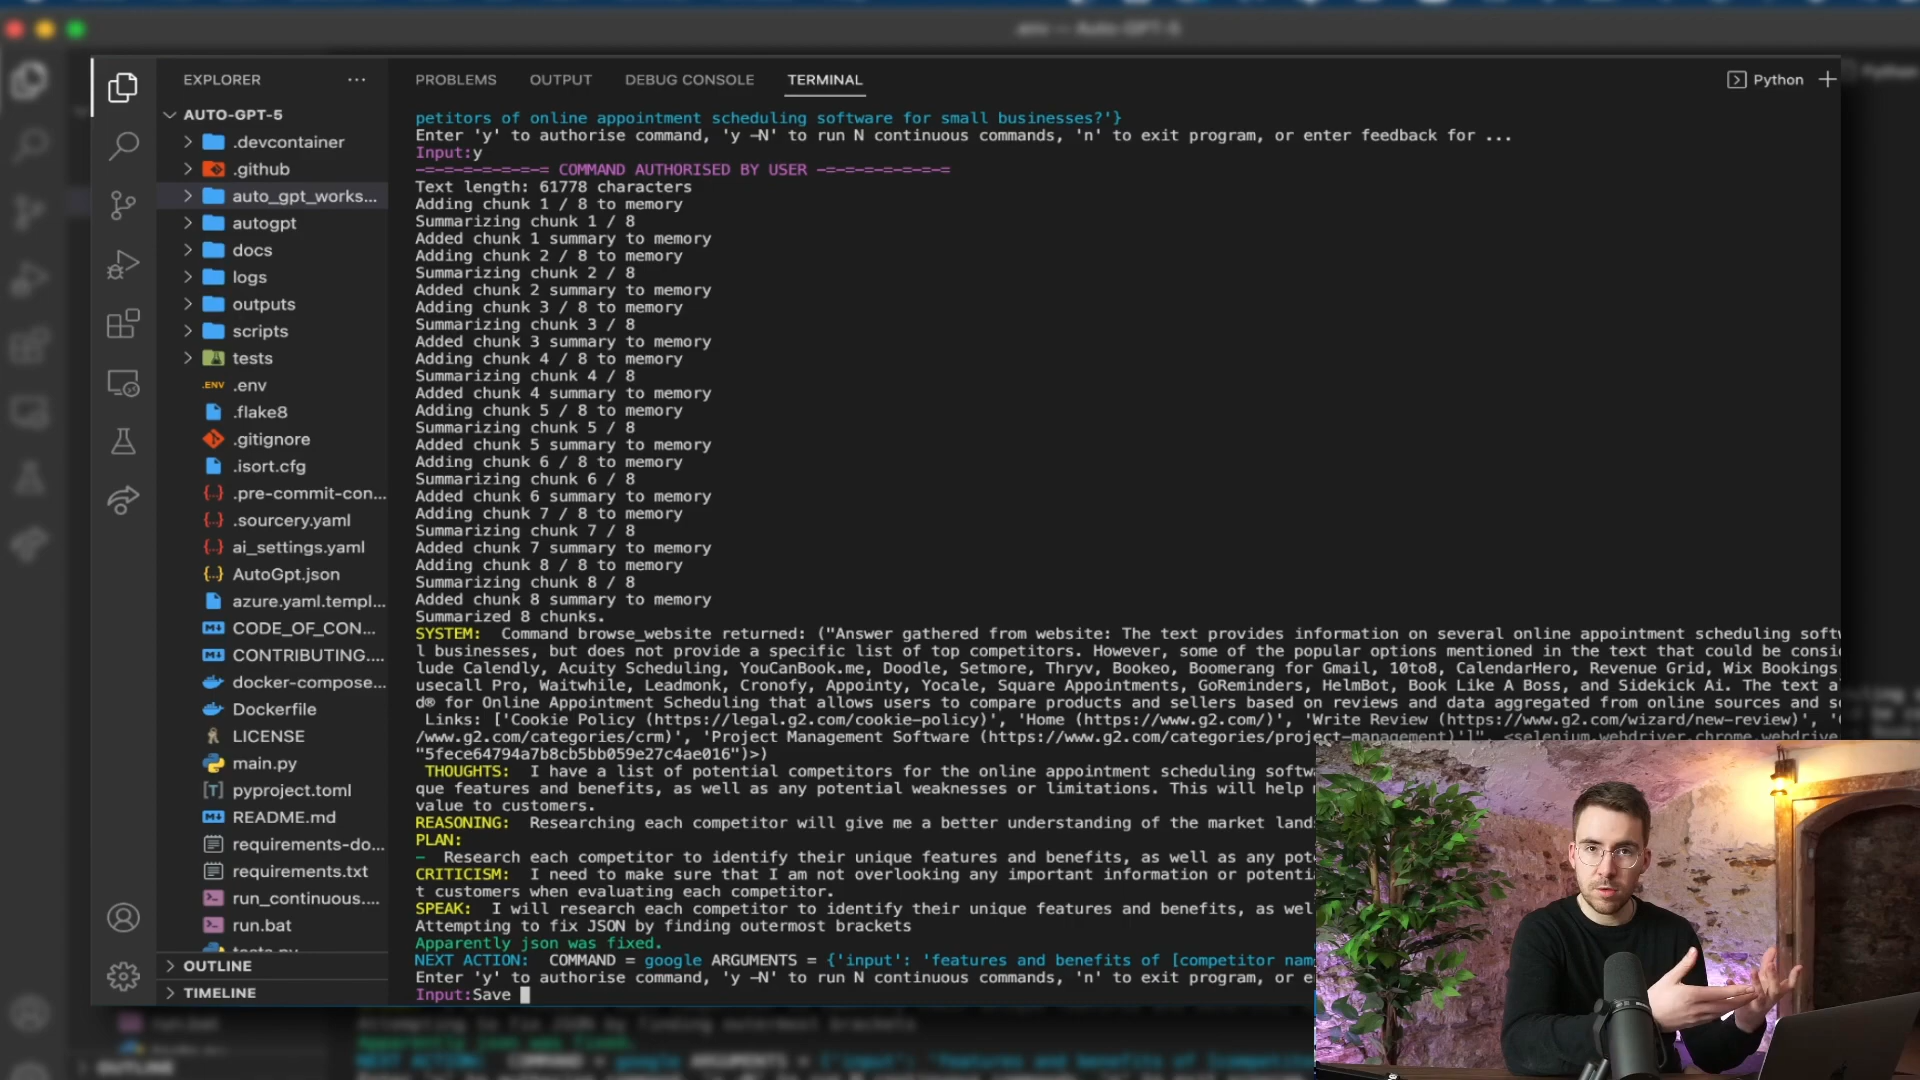 .env — Auto-GPT-5
EXPLORER
AUTO-GPT-5
.devcontainer
.github
auto_gpt_works...
autogpt
docs
logs
outputs
scripts
tests
.ENV .env
.flake8
.gitignore
.isort.cfg
.pre-commit-con...
.sourcery.yaml
ai_settings.yaml
AutoGpt.json
azure.yaml.templ...
CODE_OF_CON...
CONTRIBUTING....
docker-compose...
Dockerfile
LICENSE
main.py
pyproject.toml
README.md
requirements-do...
requirements.txt
run_continuous....
run.bat
tests.py
OUTLINE
TIMELINE
PROBLEMS OUTPUT DEBUG CONSOLE TERMINAL
Python
petitors of online appointment scheduling software for small businesses?'}
Enter 'y' to authorise command, 'y -N' to run N continuous commands, 'n' to exit program, or enter feedback for ...
Input:y
-=-=-=-=-=-=-= COMMAND AUTHORISED BY USER -=-=-=-=-=-=-=
Text length: 61778 characters
Adding chunk 1 / 8 to memory
Summarizing chunk 1 / 8
Added chunk 1 summary to memory
Adding chunk 2 / 8 to memory
Summarizing chunk 2 / 8
Added chunk 2 summary to memory
Adding chunk 3 / 8 to memory
Summarizing chunk 3 / 8
Added chunk 3 summary to memory
Adding chunk 4 / 8 to memory
Summarizing chunk 4 / 8
Added chunk 4 summary to memory
Adding chunk 5 / 8 to memory
Summarizing chunk 5 / 8
Added chunk 5 summary to memory
Adding chunk 6 / 8 to memory
Summarizing chunk 6 / 8
Added chunk 6 summary to memory
Adding chunk 7 / 8 to memory
Summarizing chunk 7 / 8
Added chunk 7 summary to memory
Adding chunk 8 / 8 to memory
Summarizing chunk 8 / 8
Added chunk 8 summary to memory
Summarized 8 chunks.
SYSTEM: Command browse_website returned: ("Answer gathered from website: The text provides information on several online appointment scheduling softw
l businesses, but does not provide a specific list of top competitors. However, some of the popular options mentioned in the text that could be consid
lude Calendly, Acuity Scheduling, YouCanBook.me, Doodle, Setmore, Thryv, Bookeo, Boomerang for Gmail, 10to8, CalendarHero, Revenue Grid, Wix Bookings
usecall Pro, Waitwhile, Leadmonk, Cronofy, Appointy, Yocale, Square Appointments, GoReminders, HelmBot, Book Like A Boss, and Sidekick Ai. The text a
d® for Online Appointment Scheduling that allows users to compare products and sellers based on reviews and data aggregated from online sources and so
Links: ['Cookie Policy (https://legal.g2.com/cookie-policy)', 'Home (https://www.g2.com/)', 'Write Review (https://www.g2.com/wizard/new-review)', '
/www.g2.com/categories/crm)', 'Project Management Software (https://www.g2.com/categories/project-management)']", <selenium.webdriver.chrome.webdrive
"5fece64794a7b8cb5bb059e27c4ae016")>)
THOUGHTS: I have a list of potential competitors for the online appointment scheduling softw
que features and benefits, as well as any potential weaknesses or limitations. This will help
value to customers.
REASONING: Researching each competitor will give me a better understanding of the market lands
PLAN:
- Research each competitor to identify their unique features and benefits, as well as any pot
CRITICISM: I need to make sure that I am not overlooking any important information or potentia
t customers when evaluating each competitor.
SPEAK: I will research each competitor to identify their unique features and benefits, as wel
Attempting to fix JSON by finding outermost brackets
Apparently json was fixed.
NEXT ACTION: COMMAND = google ARGUMENTS = {'input': 'features and benefits of [competitor nam
Enter 'y' to authorise command, 'y -N' to run N continuous commands, 'n' to exit program, or e
Input:Save